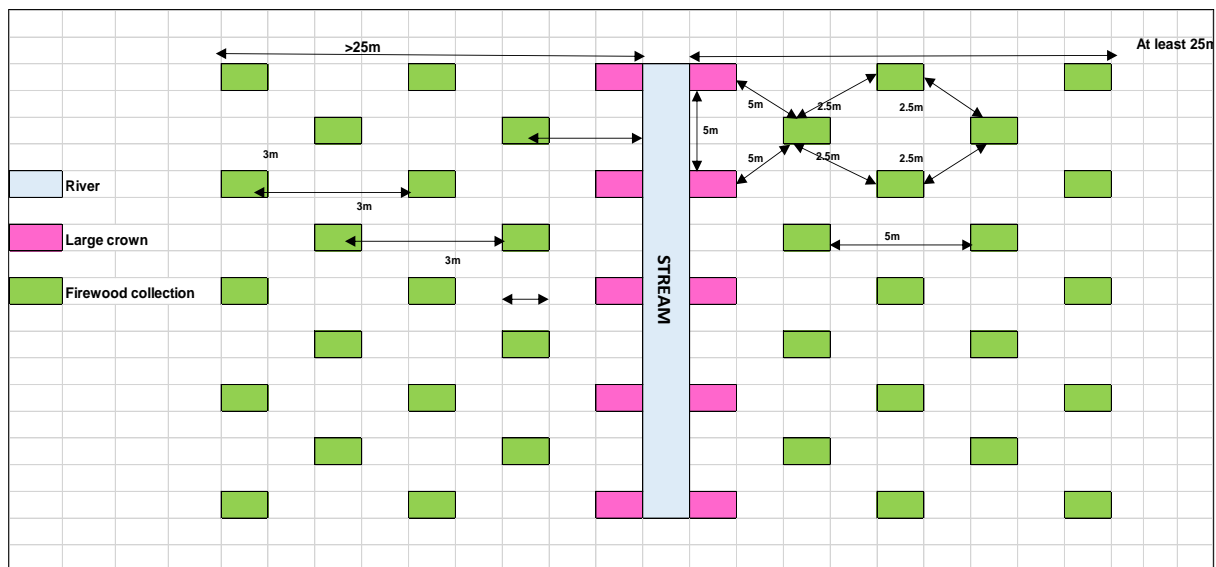 >25m
At least 25m
5m
2.5m
2.5m
5m
3m
5m
2.5m
2.5m
River
3m
Large crown
5m
3m
STREAM
Firewood collection